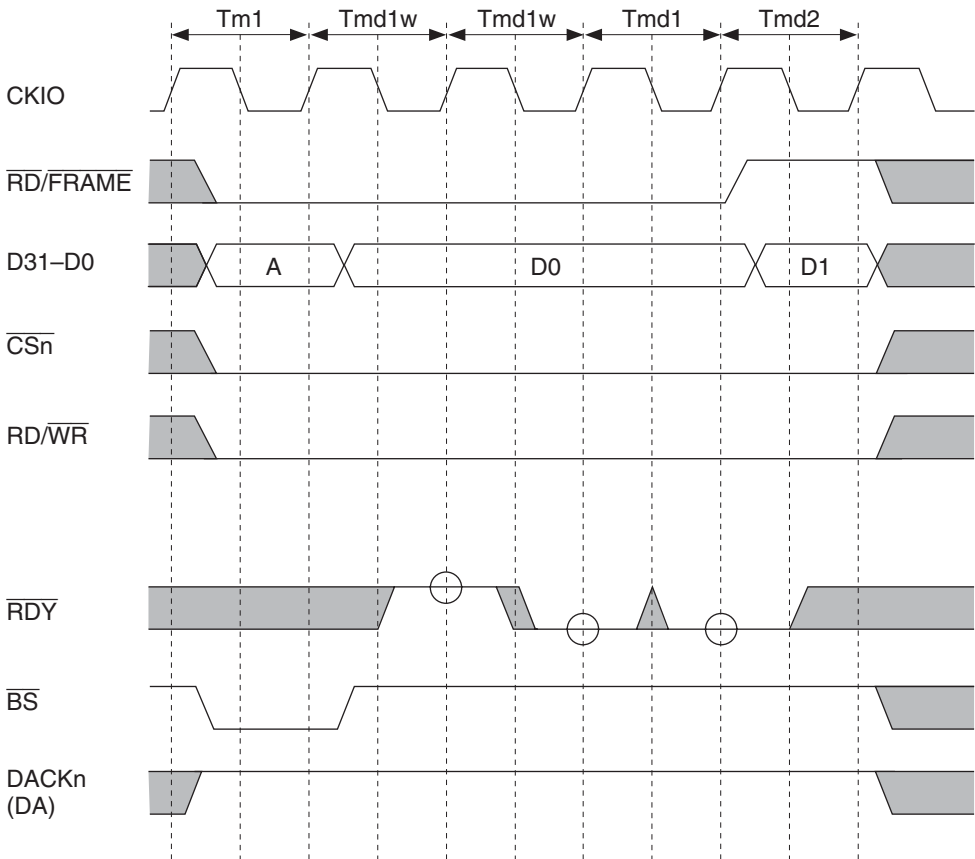 Tm1 Tmd1w Tmd1w Tmd1 Tmd2
CKIO
RD/FRAME
D31–D0 A D0 D1
CSn
RD/WR
RDY
BS
DACKn
(DA)